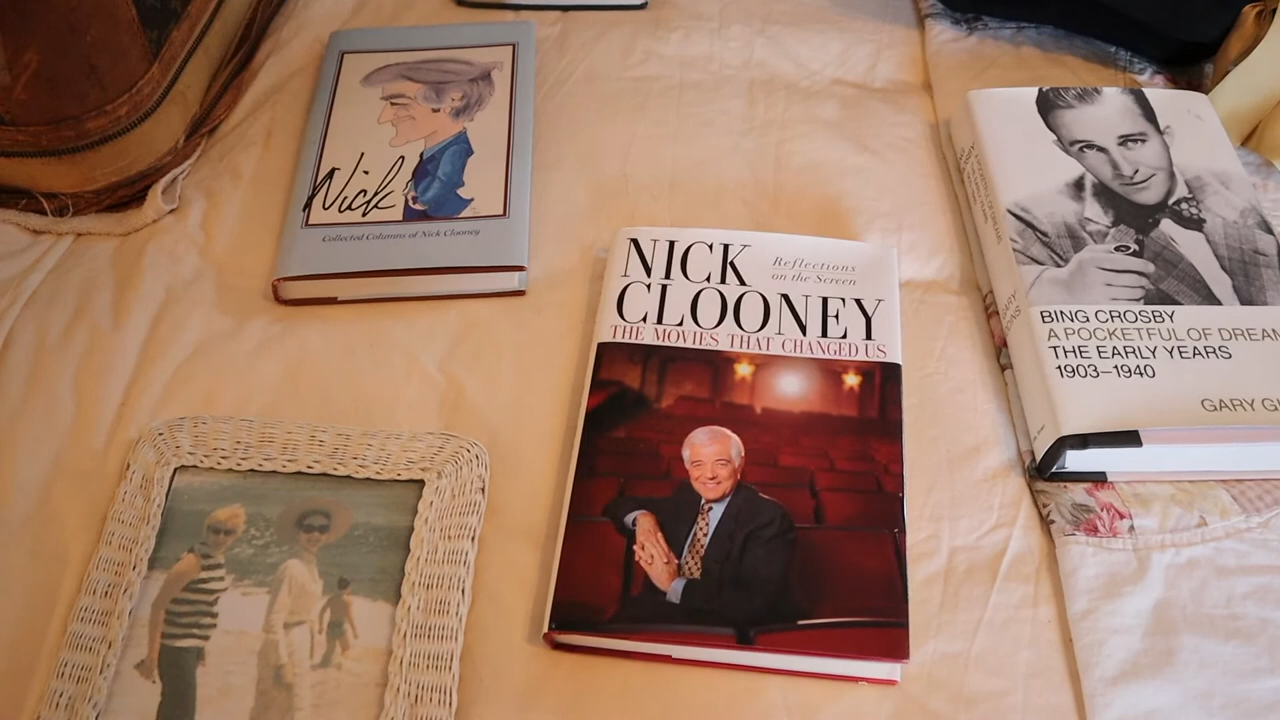 Nick
Collected Columns of Nick Clooney
NICK
CLOONEY
Reflections
on the Screen
THE MOVIES THAT CHANGED US
BING CROSBY
A POCKETFUL OF DREAM
THE EARLY YEARS
1903–1940
GARY